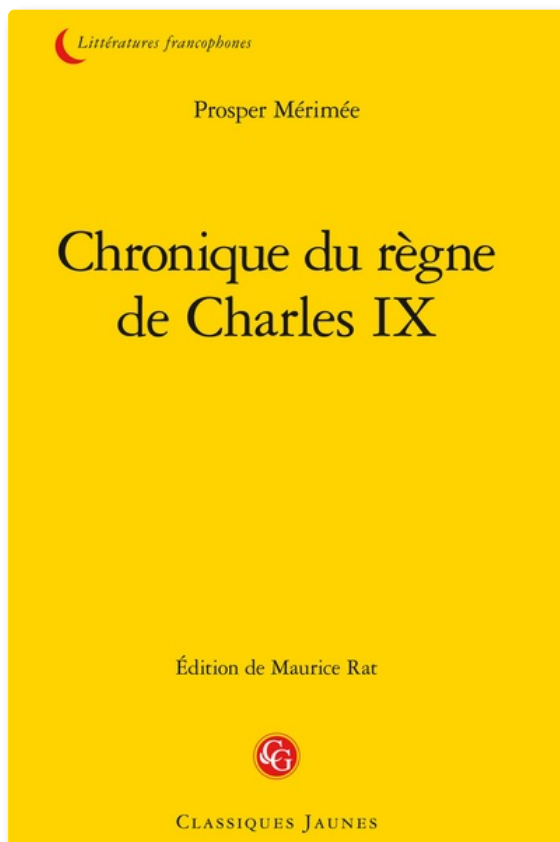 Littératures francophones
Prosper Mérimée
Chronique du règne
de Charles IX
Édition de Maurice Rat
CG
CLASSIQUES JAUNES